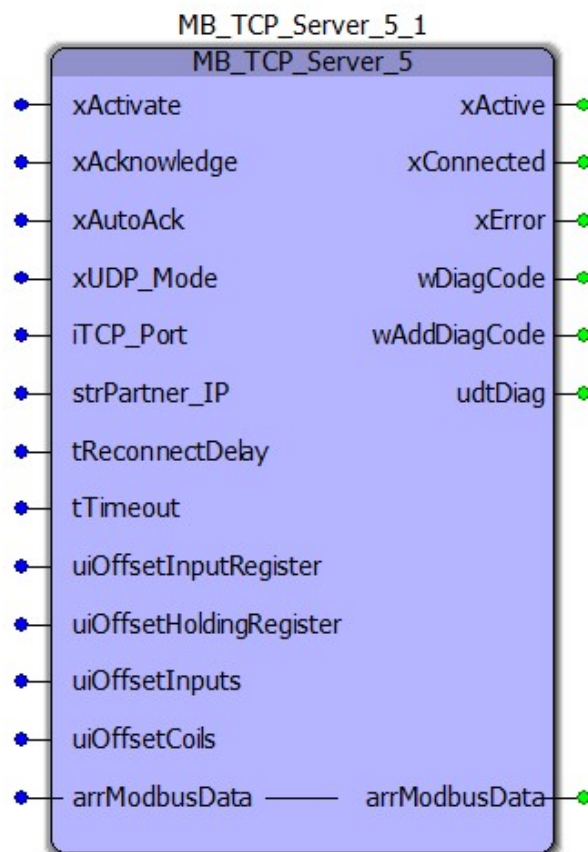 MB_TCP_Server_5_1
MB_TCP_Server_5
xActivate xActive
xAcknowledge xConnected
xAutoAck xError
xUDP_Mode wDiagCode
iTCP_Port wAddDiagCode
strPartner_IP udtDiag
tReconnectDelay
tTimeout
uiOffsetInputRegister
uiOffsetHoldingRegister
uiOffsetInputs
uiOffsetCoils
arrModbusData arrModbusData